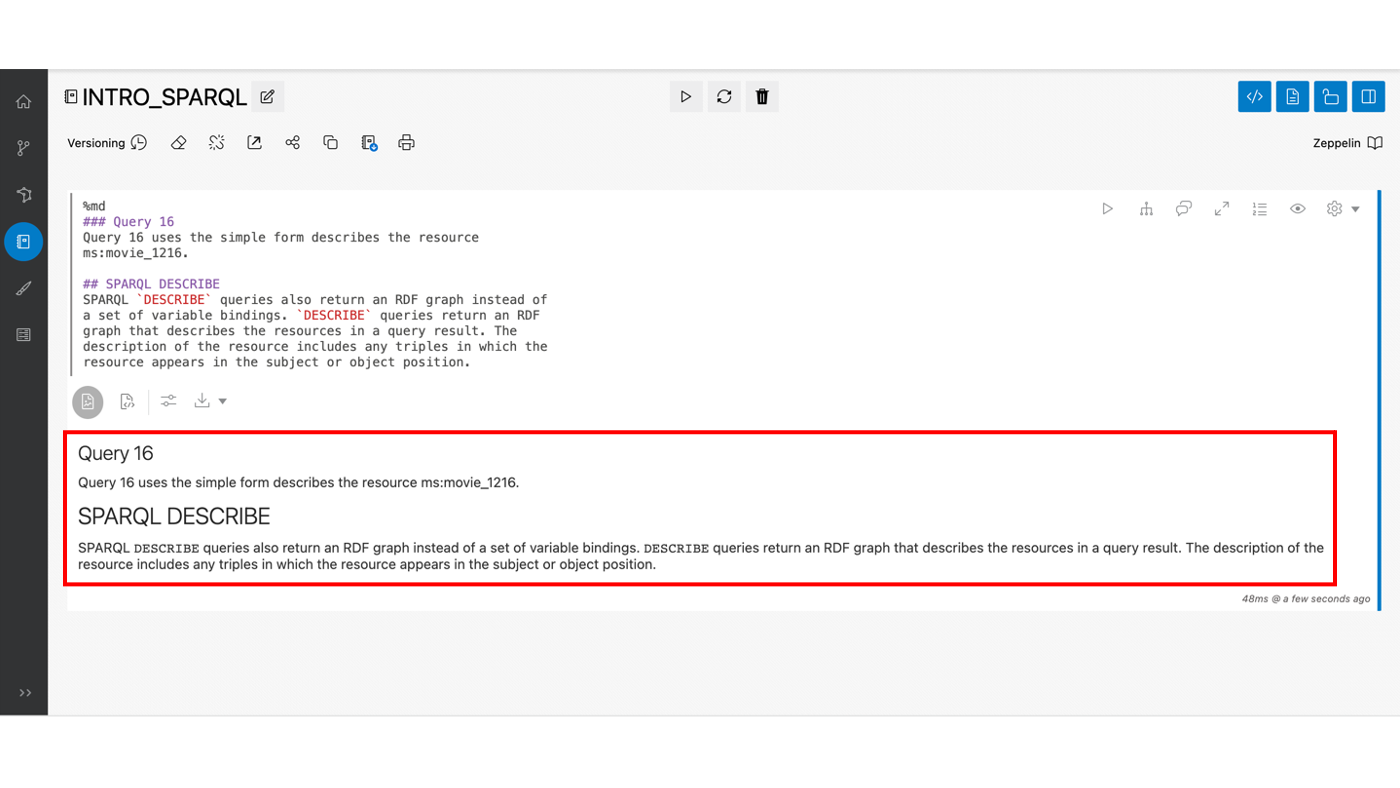 INTRO_SPARQL
Versioning
Zeppelin
%md
### Query 16
Query 16 uses the simple form describes the resource
ms:movie_1216.
## SPARQL DESCRIBE
SPARQL `DESCRIBE` queries also return an RDF graph instead of
a set of variable bindings. `DESCRIBE` queries return an RDF
graph that describes the resources in a query result. The
description of the resource includes any triples in which the
resource appears in the subject or object position.
Query 16
Query 16 uses the simple form describes the resource ms:movie_1216.
SPARQL DESCRIBE
SPARQL DESCRIBE queries also return an RDF graph instead of a set of variable bindings. DESCRIBE queries return an RDF graph that describes the resources in a query result. The description of the
resource includes any triples in which the resource appears in the subject or object position.
48ms @ a few seconds ago